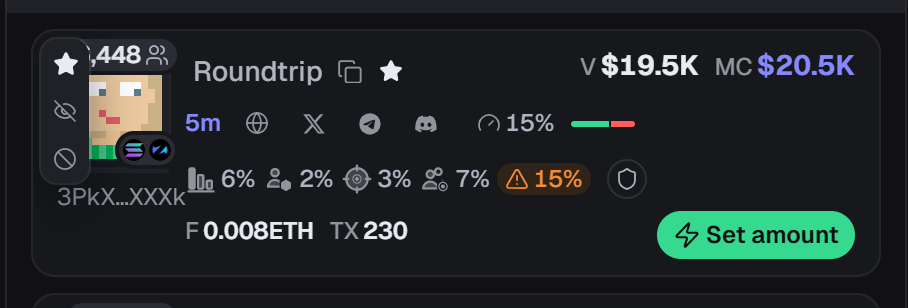 ,448
Roundtrip
V $19.5K MC $20.5K
5m
15%
6% 2% 3% 7% 15%
3PkX...XXXk
F 0.008ETH TX 230
Set amount